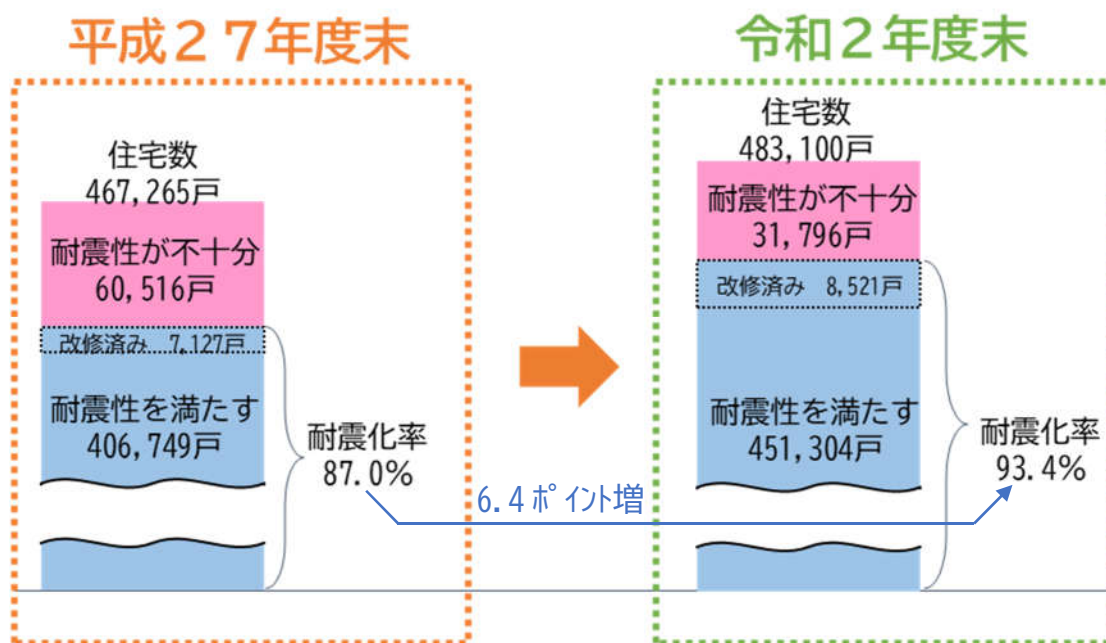 平成２７年度末
住宅数
467,265戸
耐震性が不十分
60,516戸
改修済み　7,127戸
耐震性を満たす
406,749戸
耐震化率
87.0%
6.4ポイント増
令和２年度末
住宅数
483,100戸
耐震性が不十分
31,796戸
改修済み　8,521戸
耐震性を満たす
451,304戸
耐震化率
93.4%